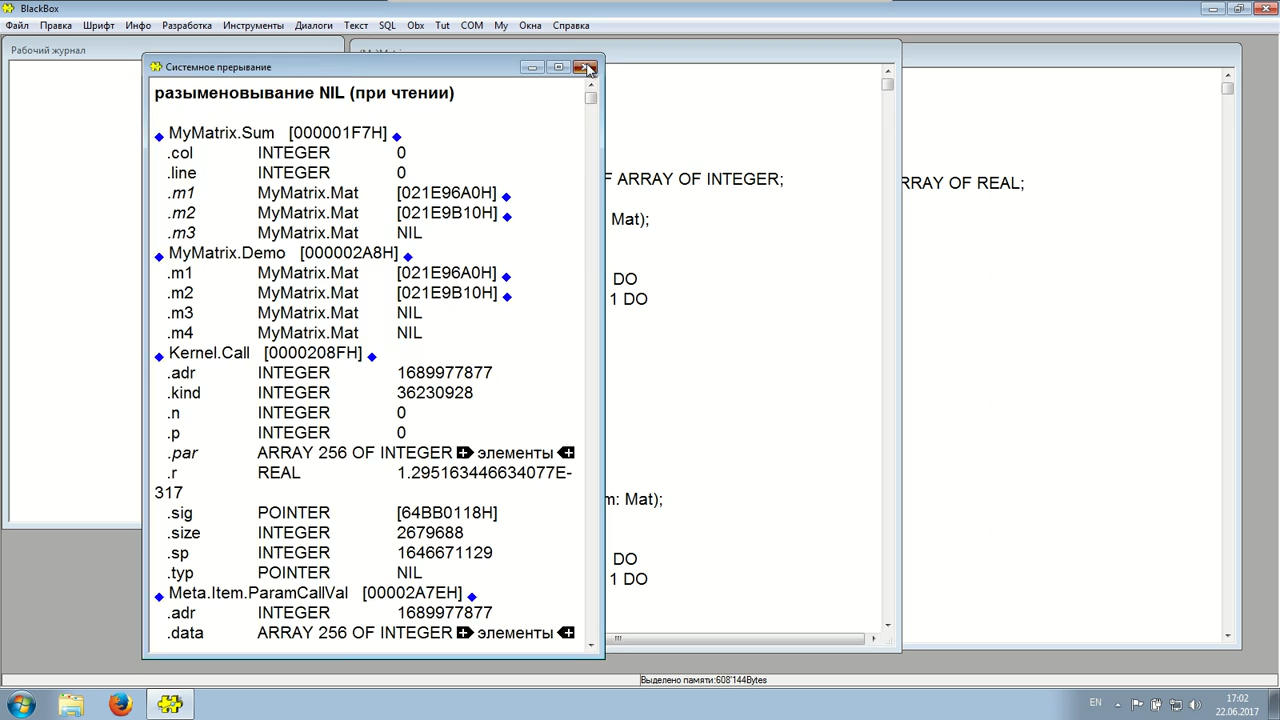 BlackBox
Файл Правка Шрифт Инфо Разработка Инструменты Диалоги Текст SQL Obx Tut COM My Окна Справка
Рабочий журнал
Системное прерывание
разыменовывание NIL (при чтении)
MyMatrix.Sum [000001F7H]
.col INTEGER 0
.line INTEGER 0
.m1 MyMatrix.Mat [021E96A0H]
.m2 MyMatrix.Mat [021E9B10H]
.m3 MyMatrix.Mat NIL
MyMatrix.Demo [000002A8H]
.m1 MyMatrix.Mat [021E96A0H]
.m2 MyMatrix.Mat [021E9B10H]
.m3 MyMatrix.Mat NIL
.m4 MyMatrix.Mat NIL
Kernel.Call [0000208FH]
.adr INTEGER 1689977877
.kind INTEGER 36230928
.n INTEGER 0
.p INTEGER 0
.par ARRAY 256 OF INTEGER элементы
.r REAL 1.295163446634077E-
317
.sig POINTER [64BB0118H]
.size INTEGER 2679688
.sp INTEGER 1646671129
.typ POINTER NIL
Meta.Item.ParamCallVal [00002A7EH]
.adr INTEGER 1689977877
.data ARRAY 256 OF INTEGER элементы
ARRAY OF INTEGER;
Mat);
DO
1 DO
m: Mat);
DO
1 DO
RRAY OF REAL;
Выделено памяти:608'144Bytes
EN
17:02
22.06.2017